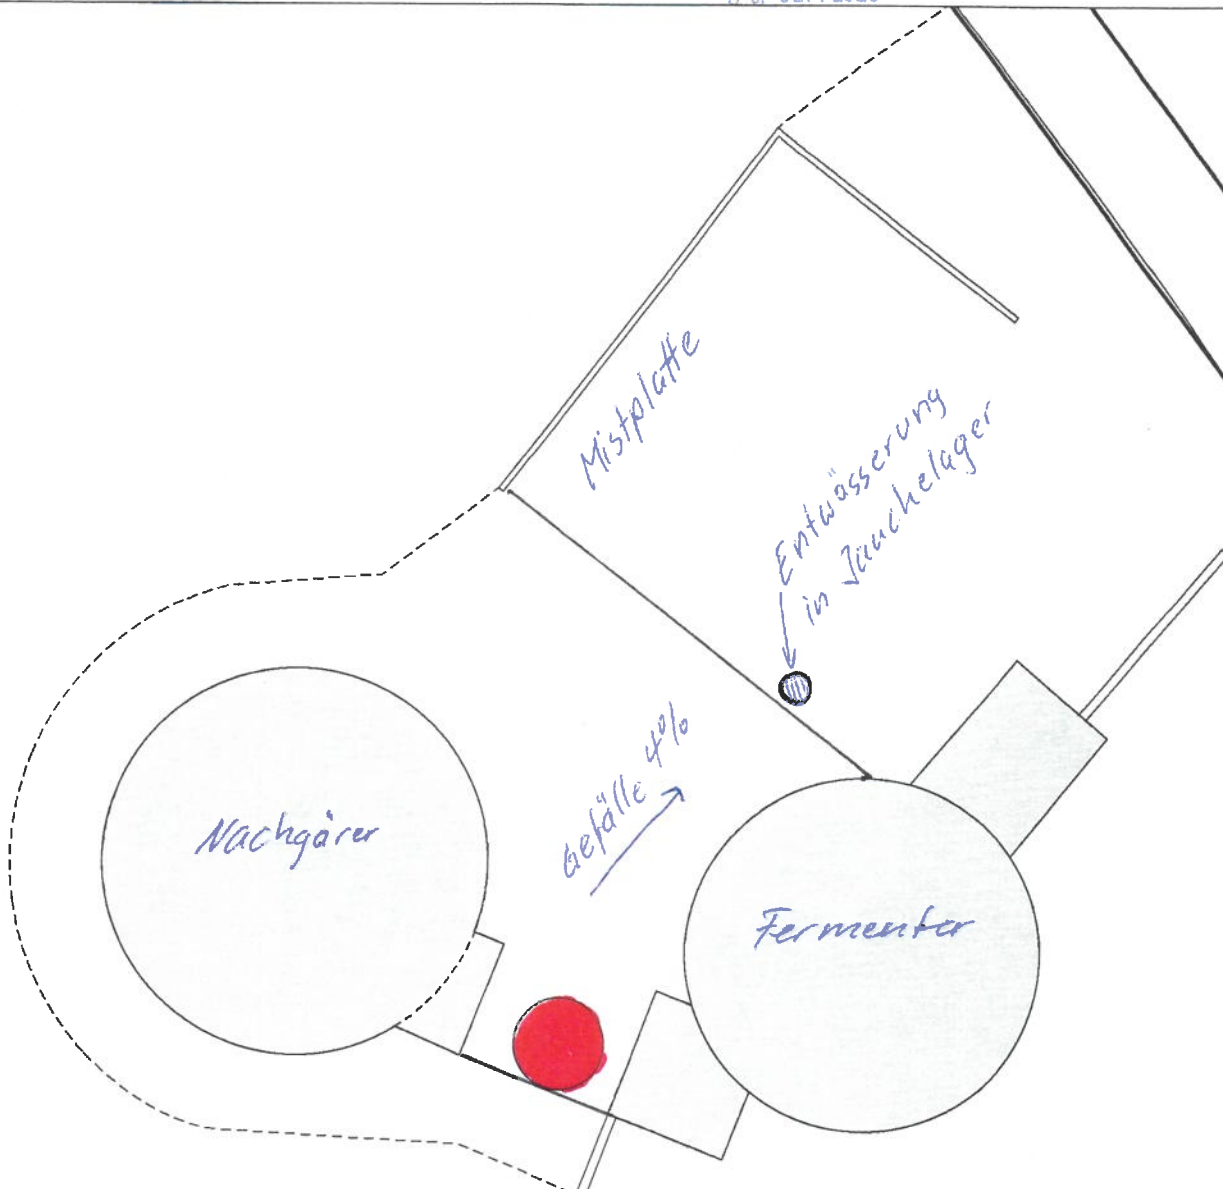 Mistplatte
Entwässerung
in Jauchelager
Gefälle 4%
Nachgärer
Fermenter